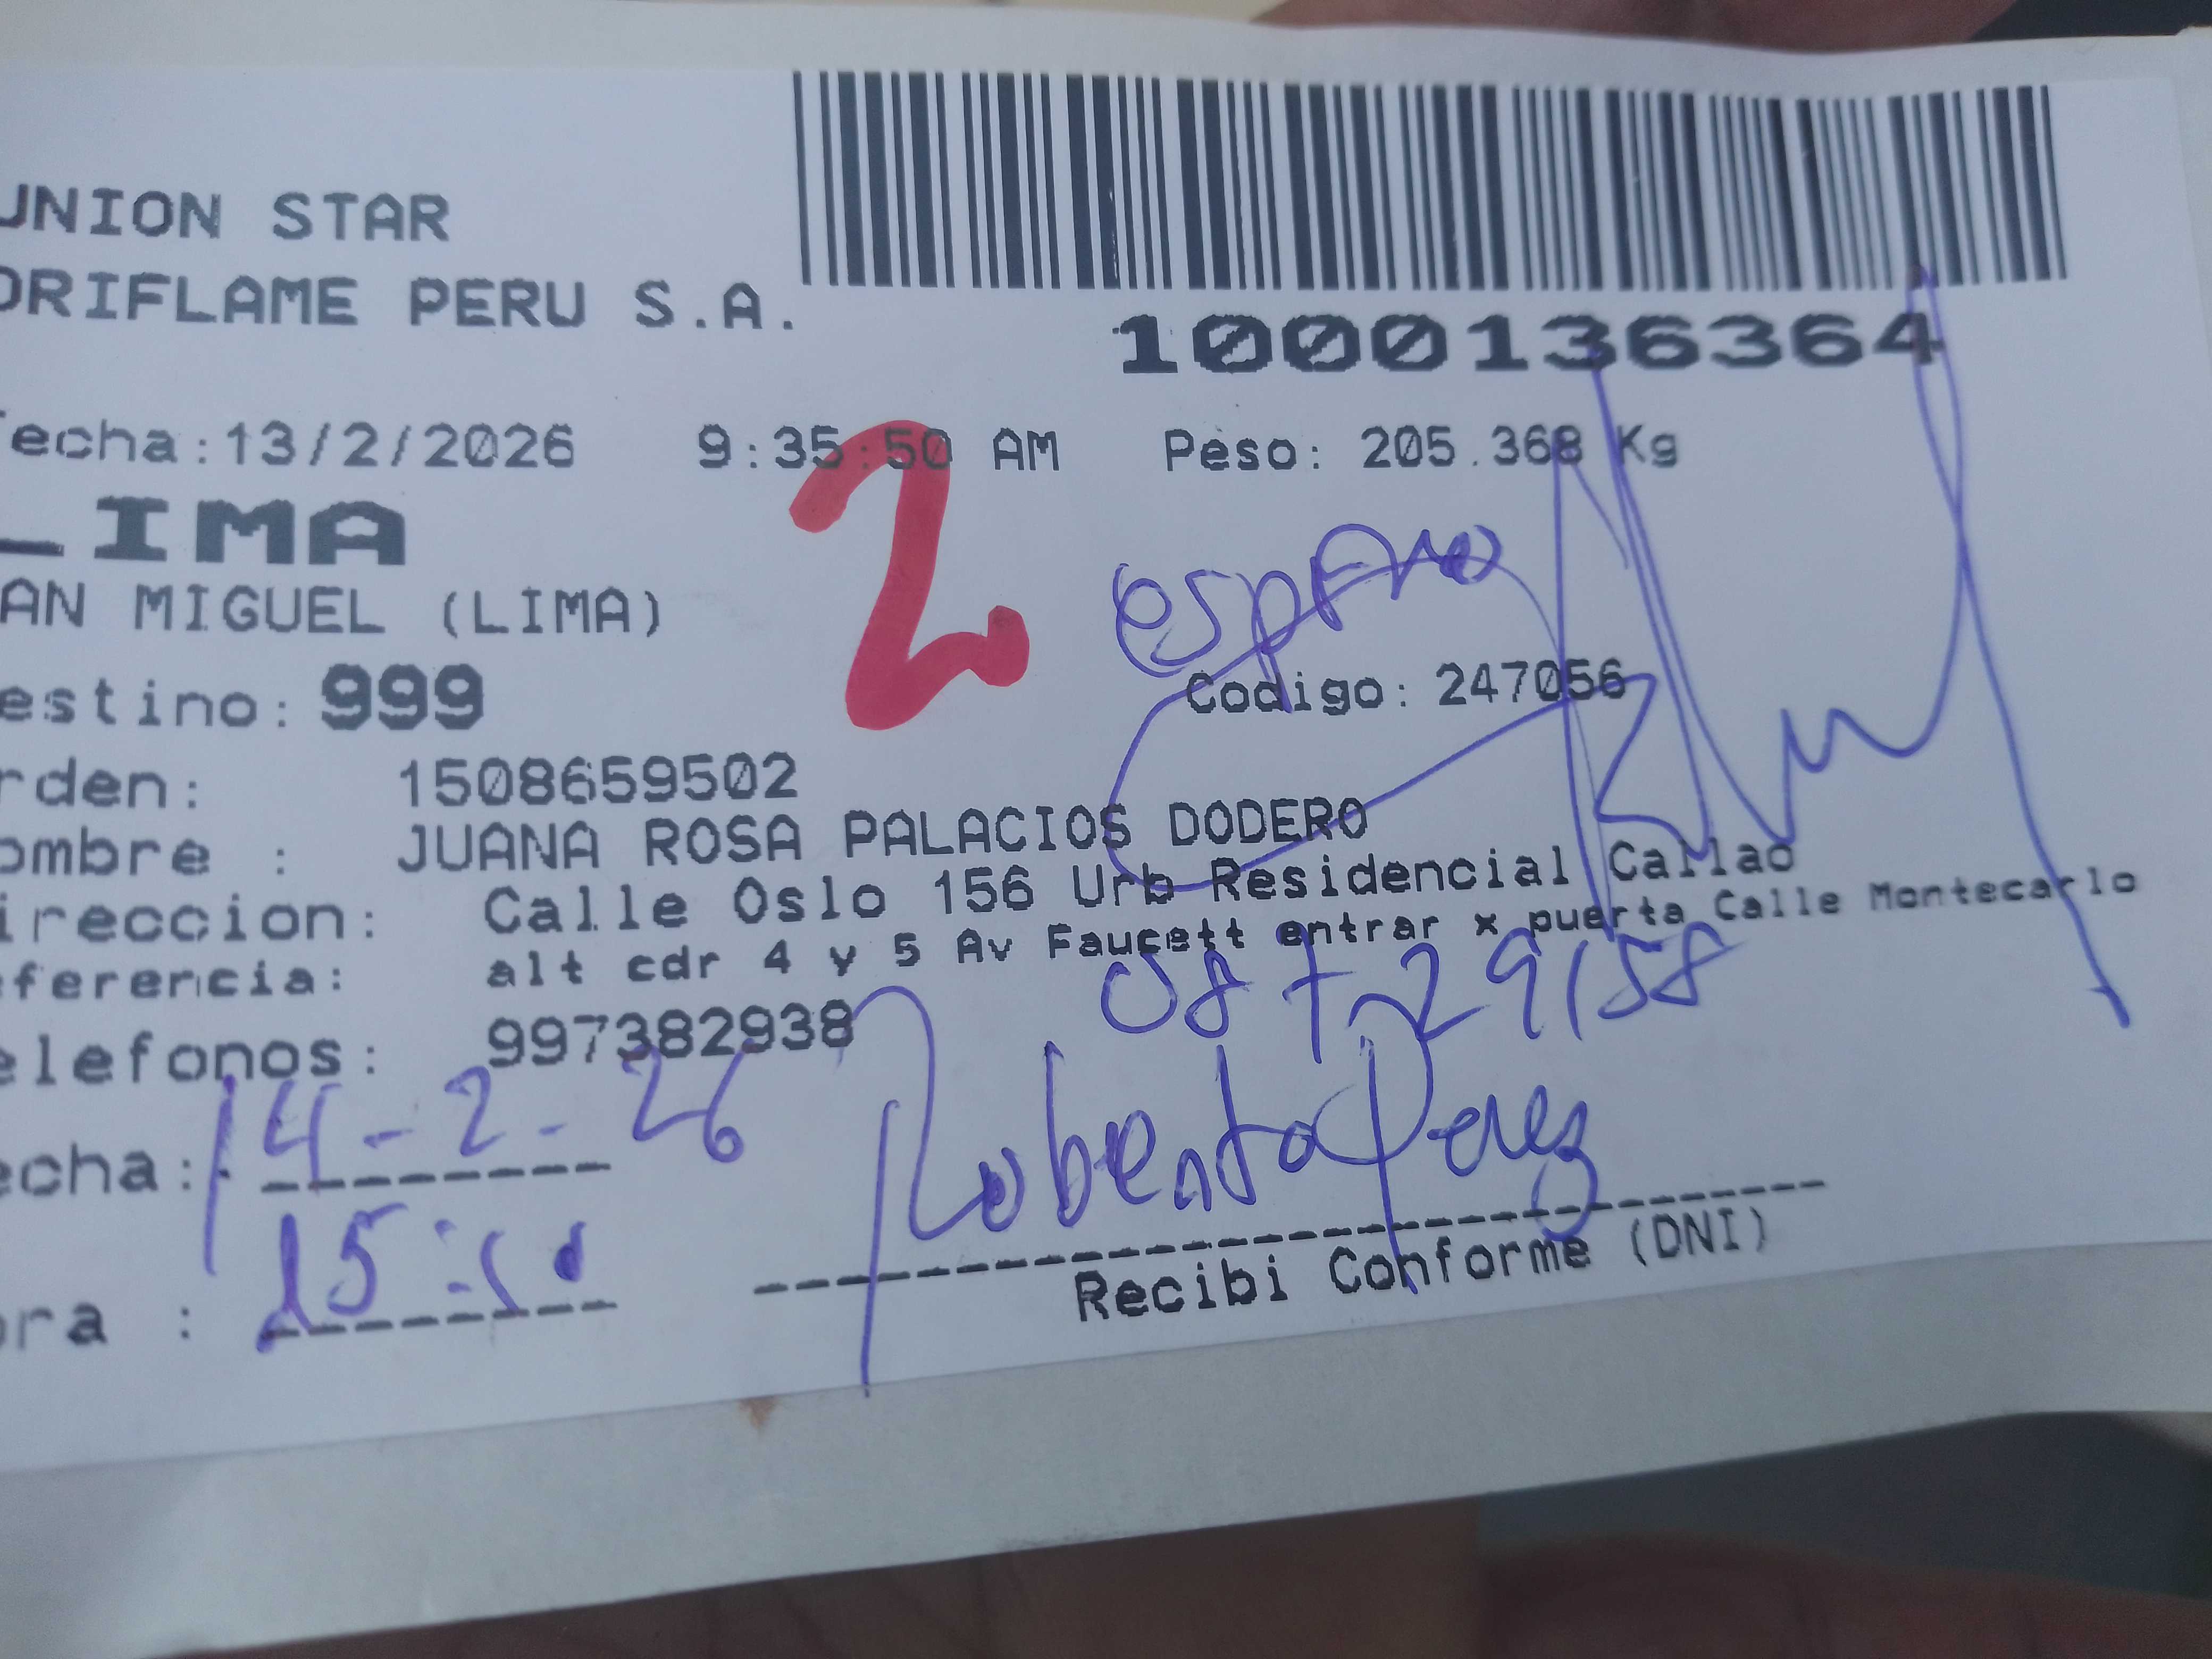 UNION STAR
ORIFLAME PERU S.A.
1000136364
fecha:13/2/2026 9:35:50 AM Peso: 205.368 Kg
LIMA
2
AN MIGUEL (LIMA)
estino: 999
Codigo: 247056
rden: 1508659502
ombre : JUANA ROSA PALACIOS DODERO
ireccion: Calle Oslo 156 Urb Residencial Callao
eferencia: alt cdr 4 y 5 Av Faucett entrar x puerta Calle Montecarlo
elefonos: 997382938
echa: 14-2-26
Perez
ora : 15:
Recibi Conforme (DNI)